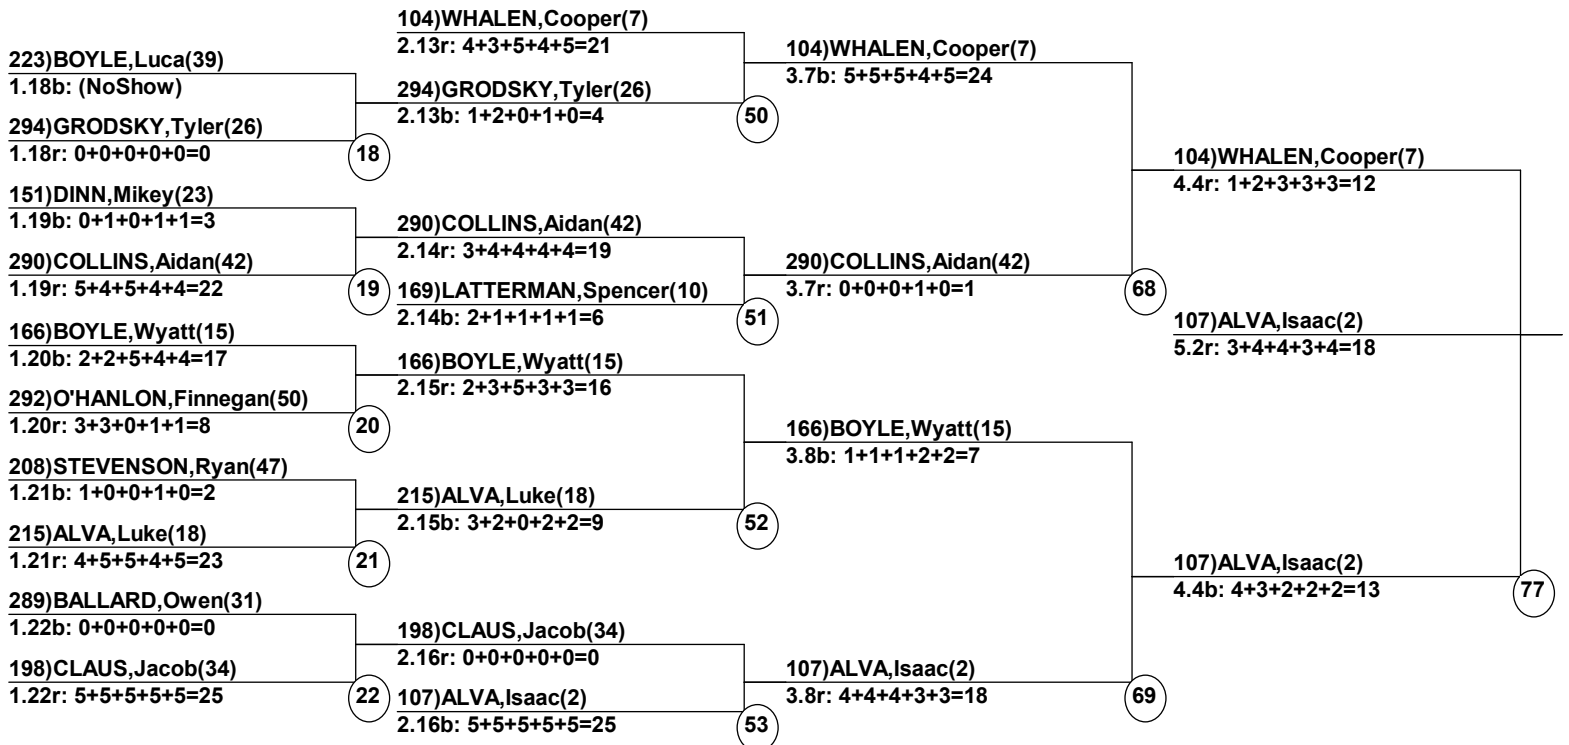 223)BOYLE,Luca(39)
1.18b: (NoShow)
294)GRODSKY,Tyler(26)
1.18r: 0+0+0+0+0=0
18
151)DINN,Mikey(23)
1.19b: 0+1+0+1+1=3
290)COLLINS,Aidan(42)
1.19r: 5+4+5+4+4=22
19
166)BOYLE,Wyatt(15)
1.20b: 2+2+5+4+4=17
292)O'HANLON,Finnegan(50)
1.20r: 3+3+0+1+1=8
20
208)STEVENSON,Ryan(47)
1.21b: 1+0+0+1+0=2
215)ALVA,Luke(18)
1.21r: 4+5+5+4+5=23
21
289)BALLARD,Owen(31)
1.22b: 0+0+0+0+0=0
198)CLAUS,Jacob(34)
1.22r: 5+5+5+5+5=25
22
104)WHALEN,Cooper(7)
2.13r: 4+3+5+4+5=21
294)GRODSKY,Tyler(26)
2.13b: 1+2+0+1+0=4
50
290)COLLINS,Aidan(42)
2.14r: 3+4+4+4+4=19
169)LATTERMAN,Spencer(10)
2.14b: 2+1+1+1+1=6
51
166)BOYLE,Wyatt(15)
2.15r: 2+3+5+3+3=16
215)ALVA,Luke(18)
2.15b: 3+2+0+2+2=9
52
198)CLAUS,Jacob(34)
2.16r: 0+0+0+0+0=0
107)ALVA,Isaac(2)
2.16b: 5+5+5+5+5=25
53
104)WHALEN,Cooper(7)
3.7b: 5+5+5+4+5=24
290)COLLINS,Aidan(42)
3.7r: 0+0+0+1+0=1
68
166)BOYLE,Wyatt(15)
3.8b: 1+1+1+2+2=7
107)ALVA,Isaac(2)
3.8r: 4+4+4+3+3=18
69
104)WHALEN,Cooper(7)
4.4r: 1+2+3+3+3=12
107)ALVA,Isaac(2)
4.4b: 4+3+2+2+2=13
77
107)ALVA,Isaac(2)
5.2r: 3+4+4+3+4=18